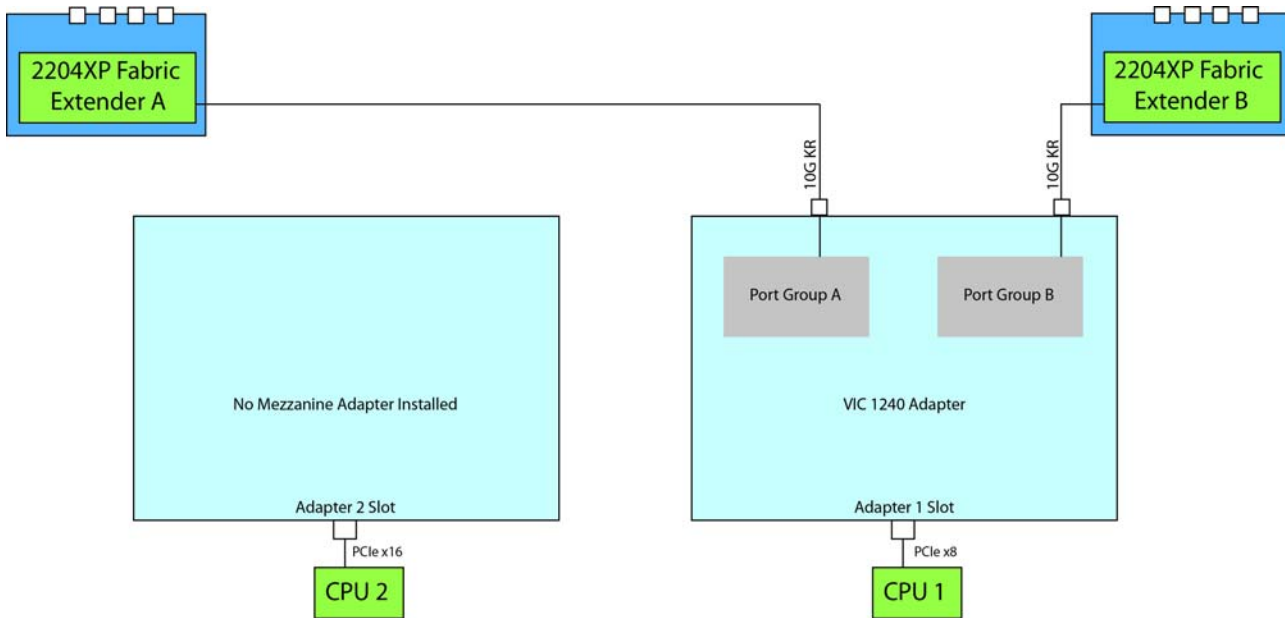 2204XP Fabric
Extender A
2204XP Fabric
Extender B
10G KR
10G KR
Port Group A
Port Group B
No Mezzanine Adapter Installed
VIC 1240 Adapter
Adapter 2 Slot
Adapter 1 Slot
PCIe x16
PCIe x8
CPU 2
CPU 1